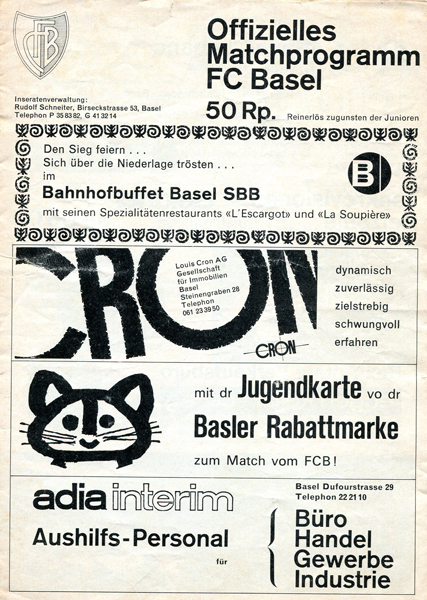 FCB
Offizielles
Matchprogramm
FC Basel
Inseratenverwaltung:
Rudolf Schneiter, Birseckstrasse 53, Basel
Telephon P 35 83 82, G 41 32 14
50 Rp. Reinerlös zugunsten der Junioren
Den Sieg feiern . . .
Sich über die Niederlage trösten . . .
im
Bahnhofbuffet Basel SBB
mit seinen Spezialitätenrestaurants «L'Escargot» und «La Soupière»
B
CRON
Louis Cron AG
Gesellschaft
für Immobilien
Basel
Steinengraben 28
Telephon
061 23 39 50
CRON
dynamisch
zuverlässig
zielstrebig
schwungvoll
erfahren
mit dr Jugendkarte vo dr
Basler Rabattmarke
zum Match vom FCB!
adia interim
Basel Dufourstrasse 29
Telephon 22 21 10
Aushilfs-Personal
für
Büro
Handel
Gewerbe
Industrie